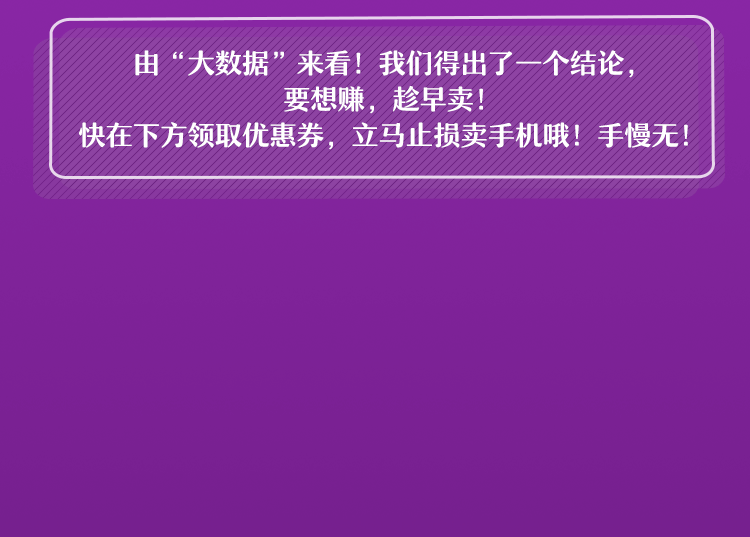 由“大数据”来看！我们得出了一个结论，
要想赚，趁早卖！
快在下方领取优惠券，立马止损卖手机哦！手慢无！